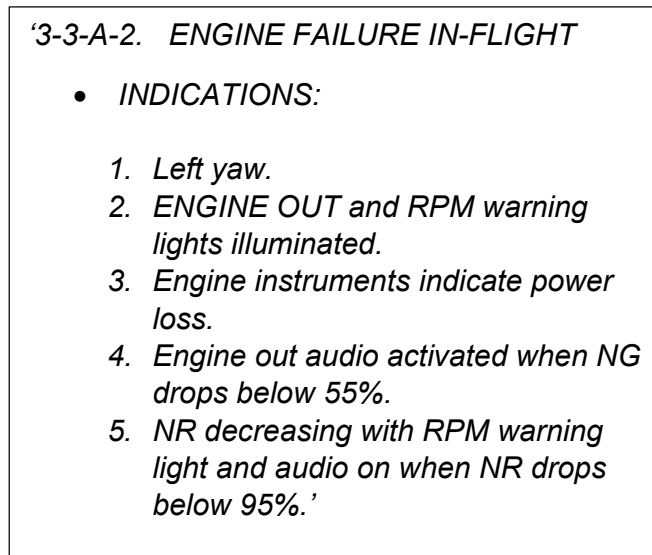 ‘3-3-A-2.   ENGINE FAILURE IN-FLIGHT
• INDICATIONS:
1. Left yaw.
2. ENGINE OUT and RPM warning
lights illuminated.
3. Engine instruments indicate power
loss.
4. Engine out audio activated when NG
drops below 55%.
5. NR decreasing with RPM warning
light and audio on when NR drops
below 95%.’